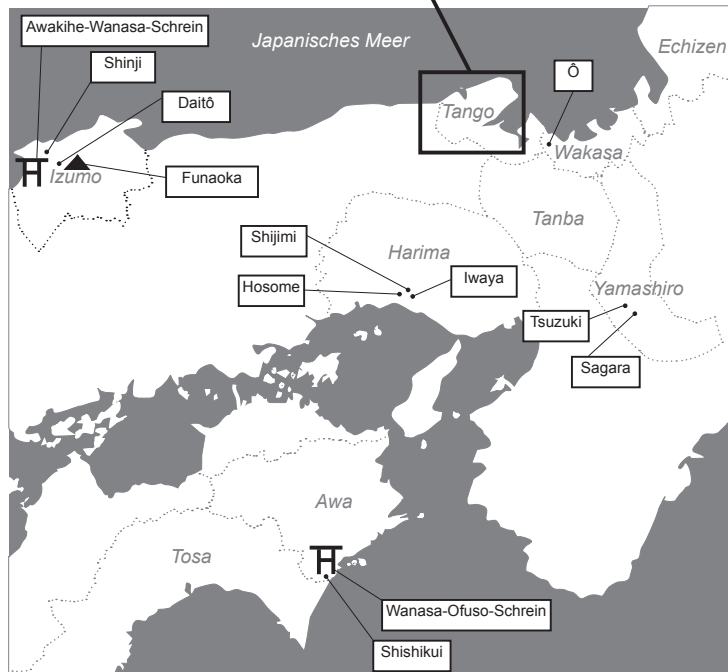 Awakihe-Wanasa-Schrein
Japanisches Meer
Echizen
Shinji
Ô
Daitô
Tango
Wakasa
Izumo
Funaoka
Tanba
Shijimi
Harima
Iwaya
Hosome
Yamashiro
Tsuzuki
Sagara
Awa
Tosa
Wanasa-Ofuso-Schrein
Shishikui